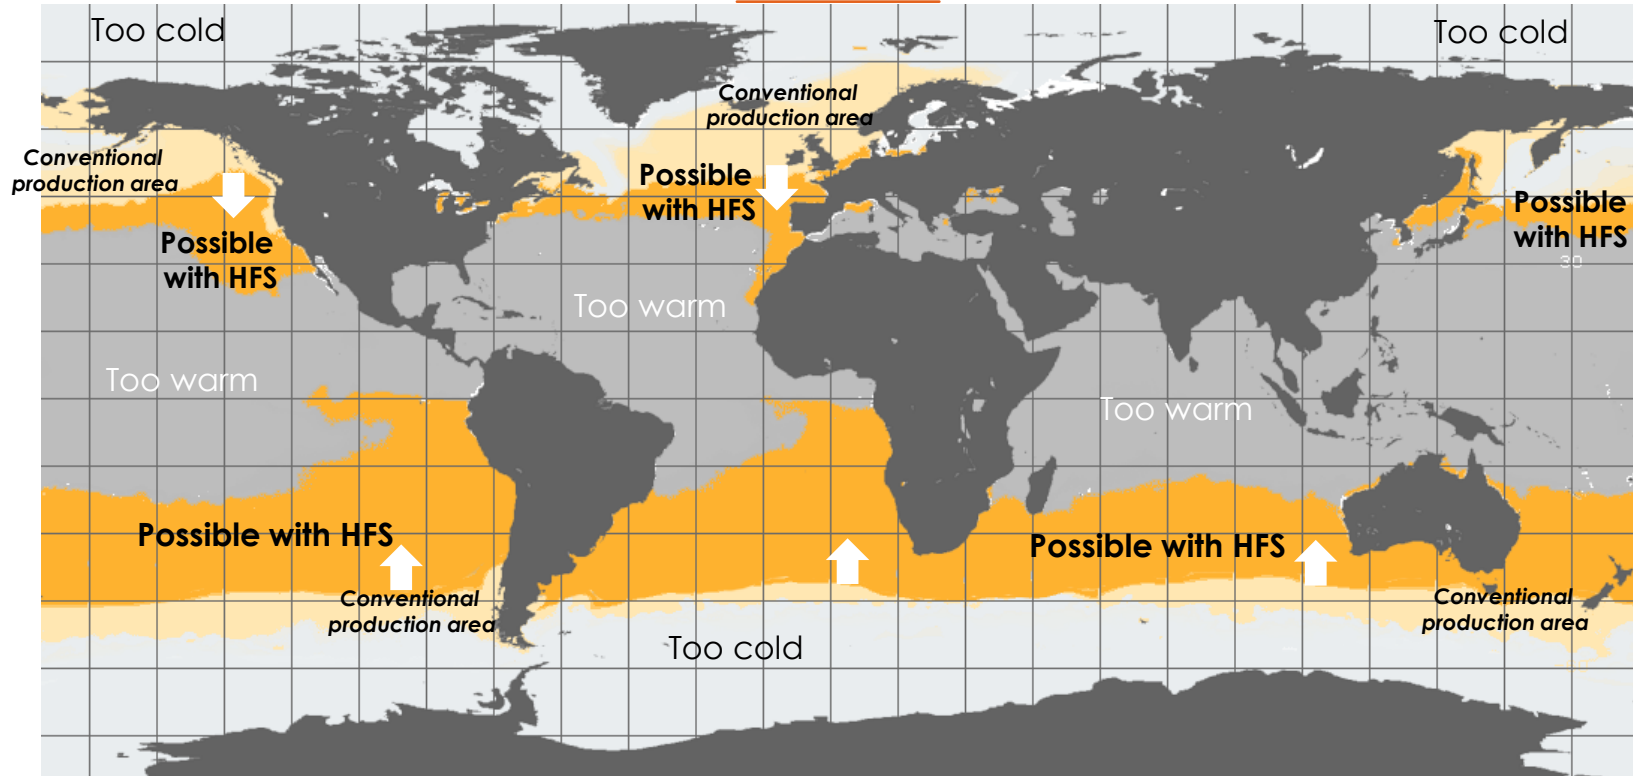 Too cold
Too cold
Conventional
production area
Conventional
production area
Possible
with HFS
Possible
with HFS
Possible
with HFS
30
Too warm
Too warm
Too warm
Possible with HFS
Possible with HFS
Conventional
production area
Conventional
production area
Too cold